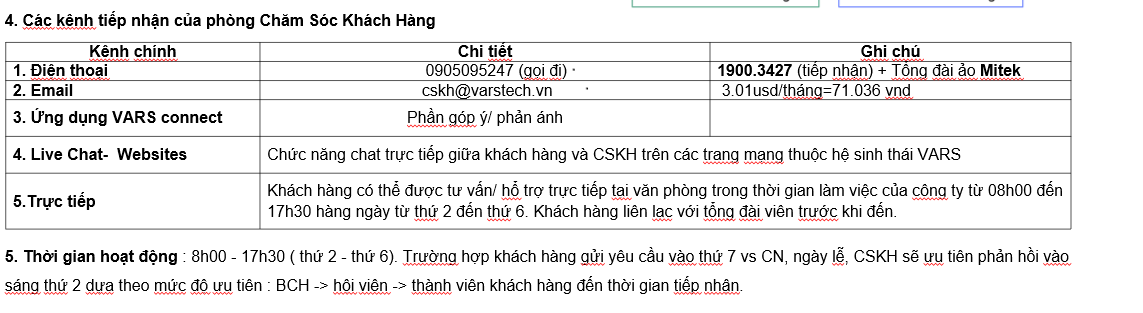 4. Các kênh tiếp nhận của phòng Chăm Sóc Khách Hàng
Kênh chính Chi tiết Ghi chú
1. Điện thoại 0905095247 (gọi đi) 1900.3427 (tiếp nhận) + Tổng đài ảo Mitek
2. Email cskh@varstech.vn 3.01usd/tháng=71.036 vnd
3. Ứng dụng VARS connect Phần góp ý/ phản ánh
4. Live Chat- Websites Chức năng chat trực tiếp giữa khách hàng và CSKH trên các trang mạng thuộc hệ sinh thái VARS
5.Trực tiếp Khách hàng có thể được tư vấn/ hỗ trợ trực tiếp tại văn phòng trong thời gian làm việc của công ty từ 08h00 đến
17h30 hàng ngày từ thứ 2 đến thứ 6. Khách hàng liên lạc với tổng đài viên trước khi đến.
5. Thời gian hoạt động : 8h00 - 17h30 ( thứ 2 - thứ 6). Trường hợp khách hàng gửi yêu cầu vào thứ 7 vs CN, ngày lễ, CSKH sẽ ưu tiên phản hồi vào
sáng thứ 2 dựa theo mức độ ưu tiên : BCH -> hội viên -> thành viên khách hàng đến thời gian tiếp nhận.